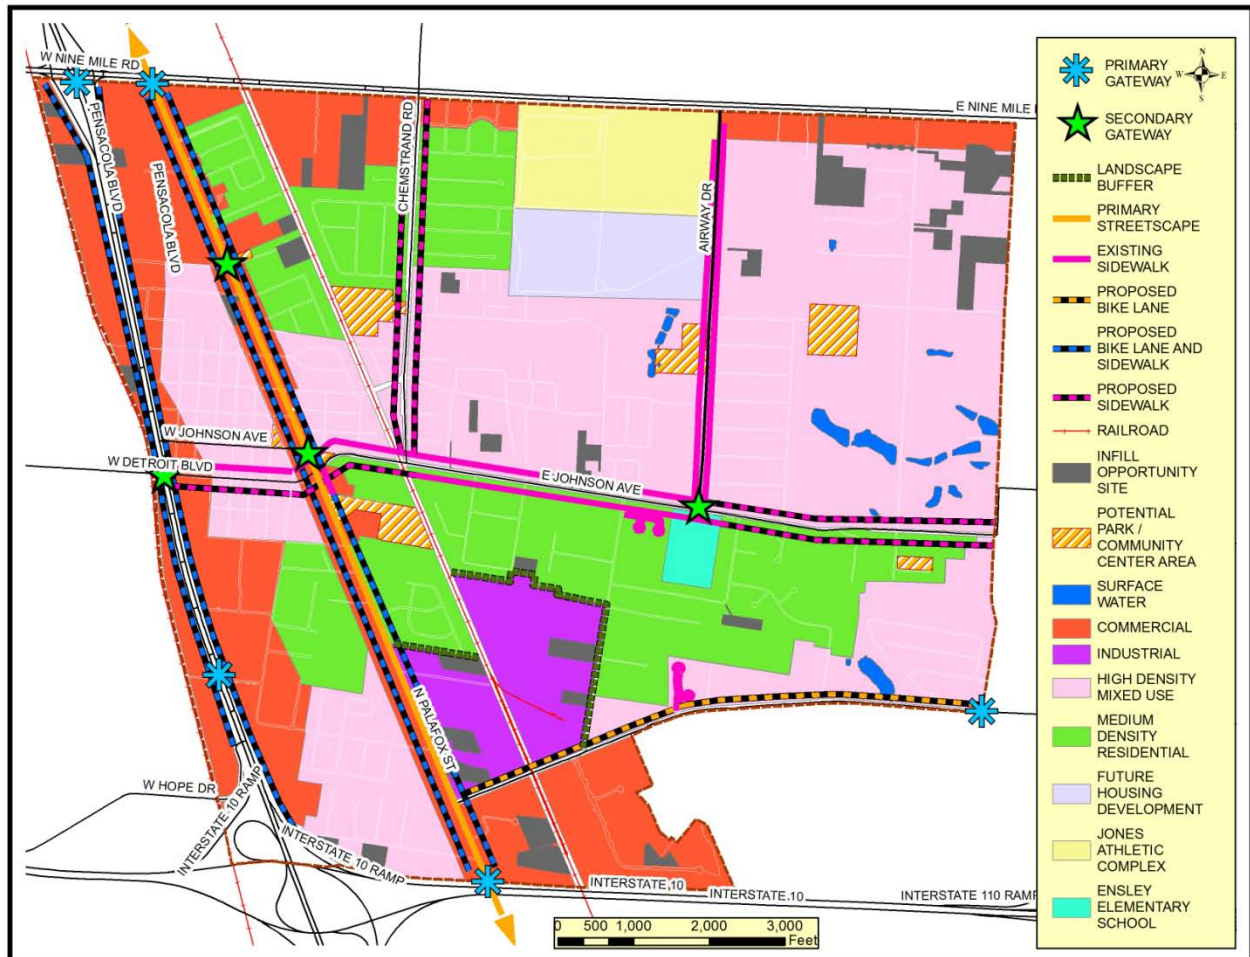 W NINE MILE RD
E NINE MILE
PENSACOLA BLVD
PENSACOLA BLVD
CHEMSTRAND RD
AIRWAY DR
W JOHNSON AVE
W DETROIT BLVD
E JOHNSON AVE
N PALAFOX ST
W HOPE DR
INTERSTATE 10 RAMP
INTERSTATE 10 RAMP
INTERSTATE 10
INTERSTATE 10
INTERSTATE 110 RAMP
0 500 1,000 2,000 3,000
Feet
N
W E
S
PRIMARY
GATEWAY
SECONDARY
GATEWAY
LANDSCAPE
BUFFER
PRIMARY
STREETSCAPE
EXISTING
SIDEWALK
PROPOSED
BIKE LANE
PROPOSED
BIKE LANE AND
SIDEWALK
PROPOSED
SIDEWALK
RAILROAD
INFILL
OPPORTUNITY
SITE
POTENTIAL
PARK /
COMMUNITY
CENTER AREA
SURFACE
WATER
COMMERCIAL
INDUSTRIAL
HIGH DENSITY
MIXED USE
MEDIUM
DENSITY
RESIDENTIAL
FUTURE
HOUSING
DEVELOPMENT
JONES
ATHLETIC
COMPLEX
ENSLEY
ELEMENTARY
SCHOOL